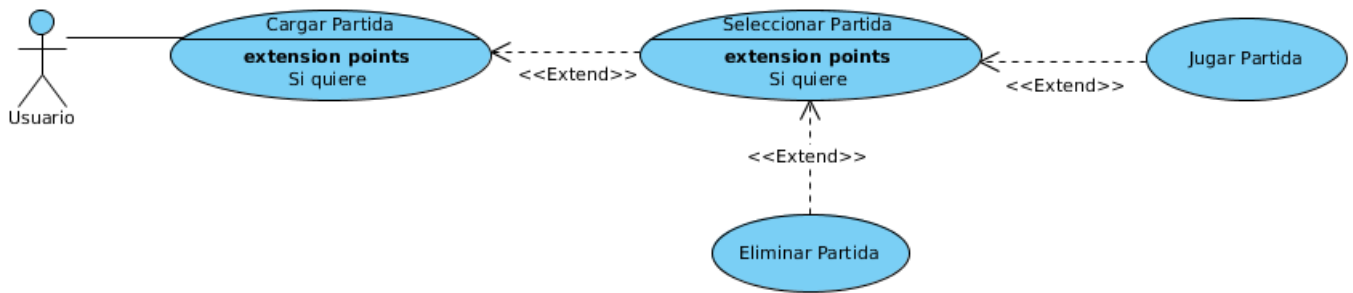 Usuario
Cargar Partida
extension points
Si quiere
<<Extend>>
Seleccionar Partida
extension points
Si quiere
<<Extend>>
Jugar Partida
<<Extend>>
Eliminar Partida